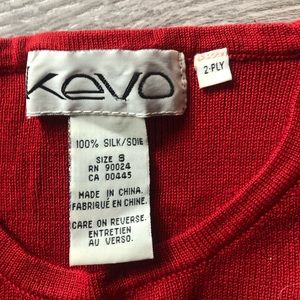 Kevo
2-PLY
100% SILK/SOIE
SIZE S
RN 90024
CA 00445
MADE IN CHINA.
FABRIQUÉ EN CHINE.
CARE ON REVERSE.
ENTRETIEN
AU VERSO.